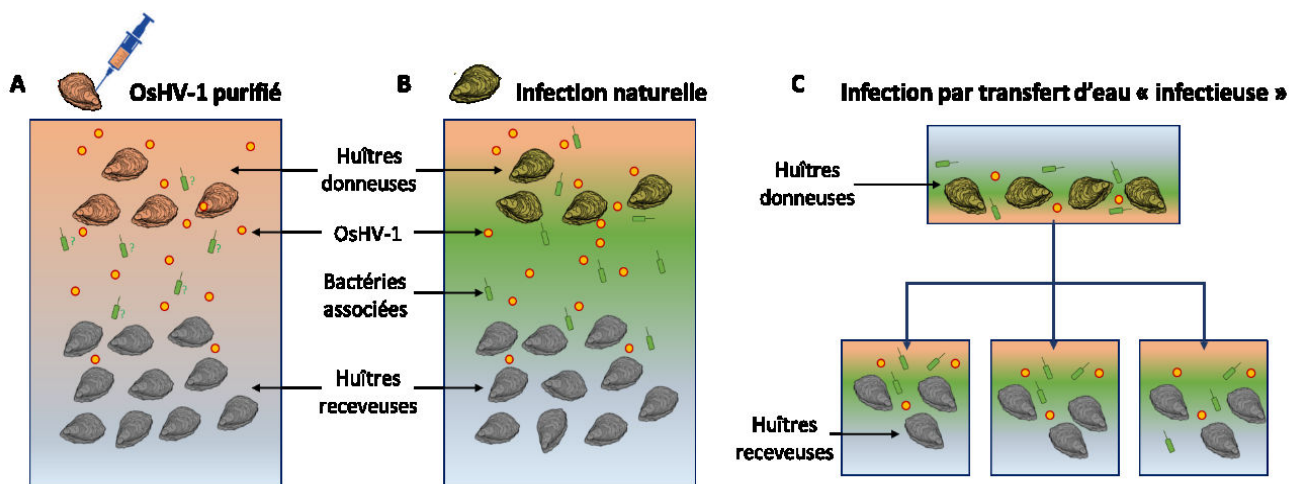 A
OsHV-1 purifié
B
Infection naturelle
C
Infection par transfert d'eau « infectieuse »
Huîtres
donneuses
OsHV-1
Bactéries
associées
Huîtres
receveuses
Huîtres
donneuses
Huîtres
receveuses
?
?
?
?
?
?